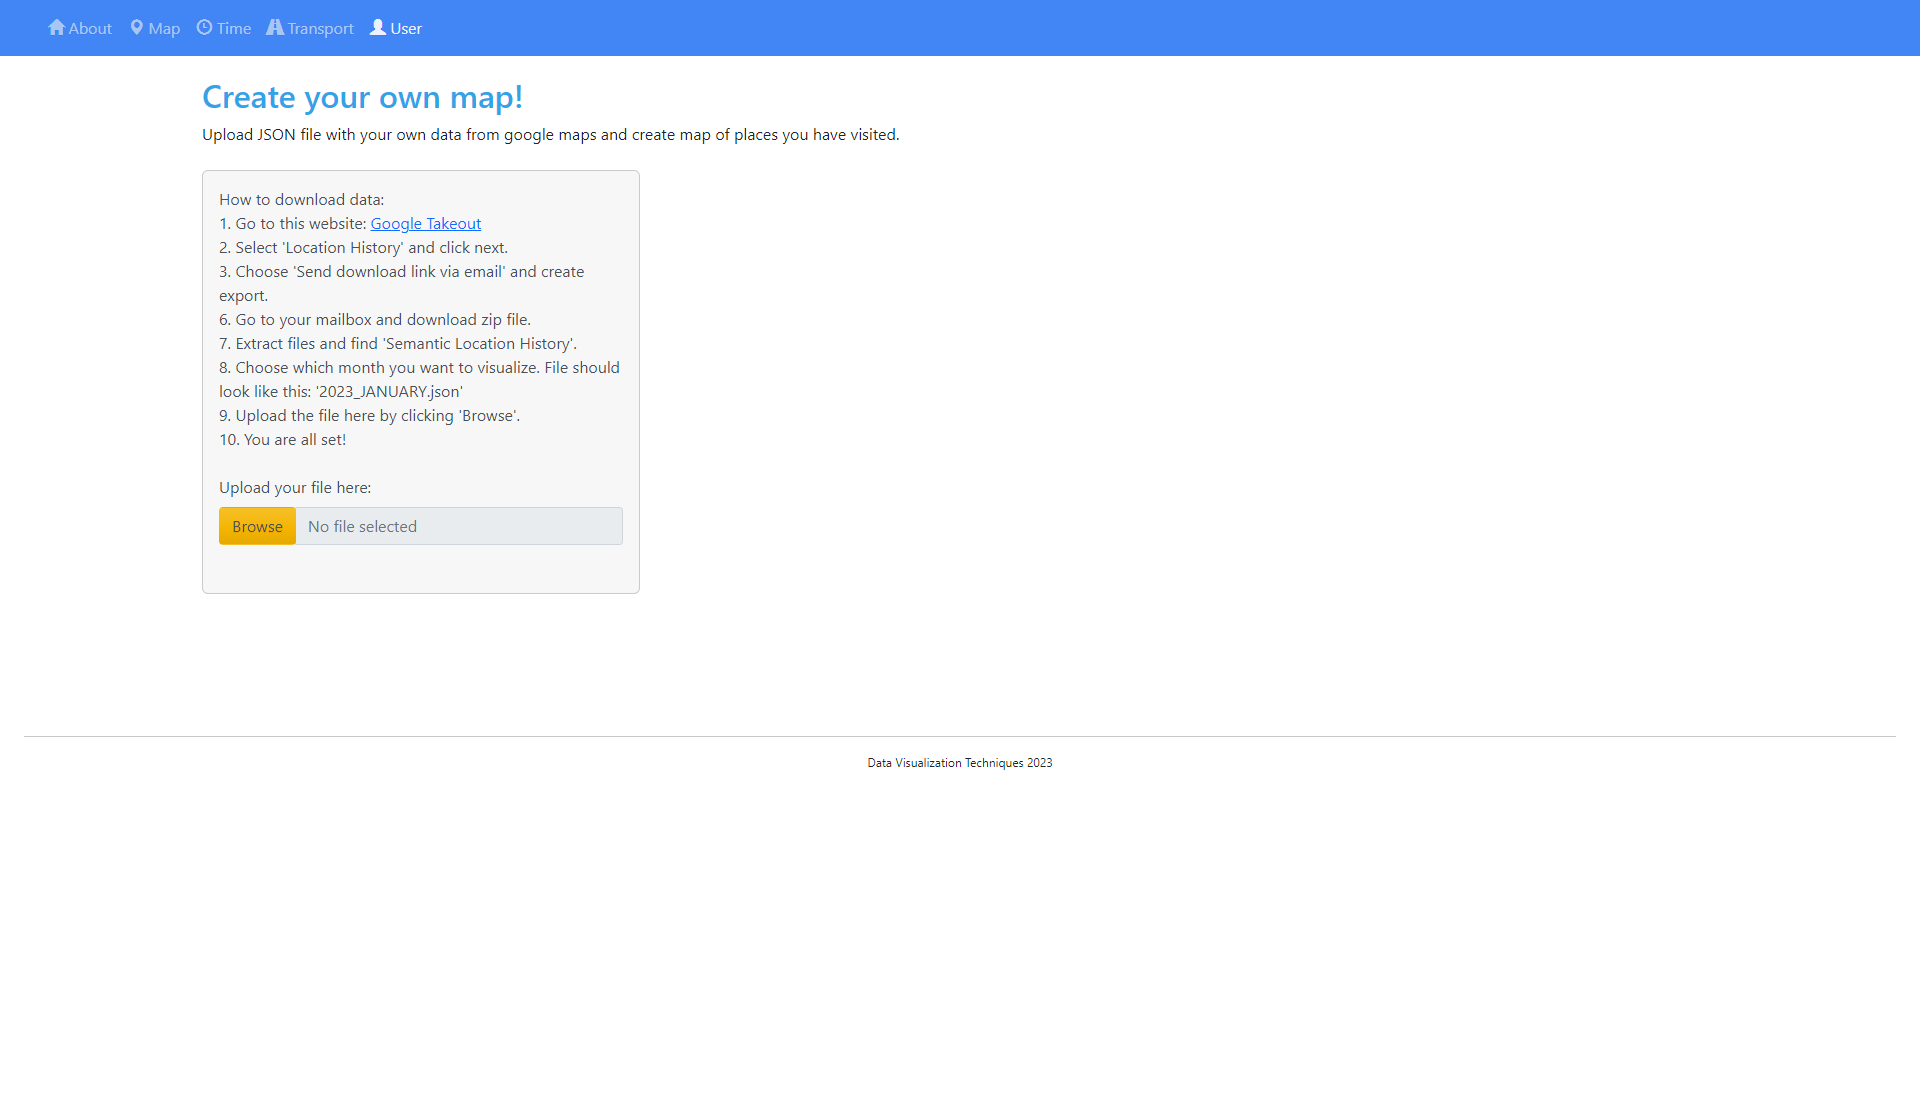 About Map Time Transport User
Create your own map!
Upload JSON file with your own data from google maps and create map of places you have visited.
How to download data:
1. Go to this website: Google Takeout
2. Select 'Location History' and click next.
3. Choose 'Send download link via email' and create
export.
6. Go to your mailbox and download zip file.
7. Extract files and find 'Semantic Location History'.
8. Choose which month you want to visualize. File should
look like this: '2023_JANUARY.json'
9. Upload the file here by clicking 'Browse'.
10. You are all set!
Upload your file here:
Browse No file selected
Data Visualization Techniques 2023